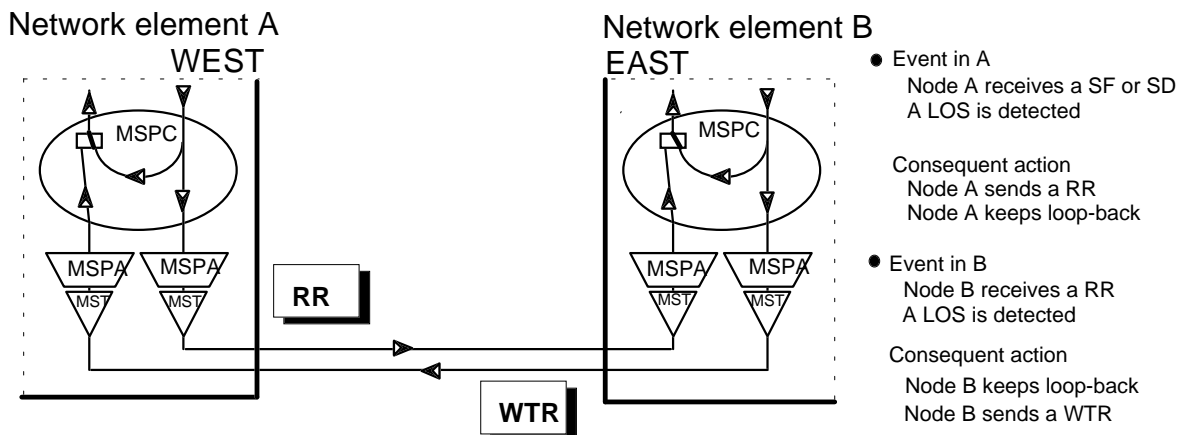 Network element A
WEST
MSPC
MSPA
MSPA
MST
MST
RR
WTR
Network element B
EAST
MSPC
MSPA
MSPA
MST
MST
Event in A
Node A receives a SF or SD
A LOS is detected
Consequent action
Node A sends a RR
Node A keeps loop-back
Event in B
Node B receives a RR
A LOS is detected
Consequent action
Node B keeps loop-back
Node B sends a WTR